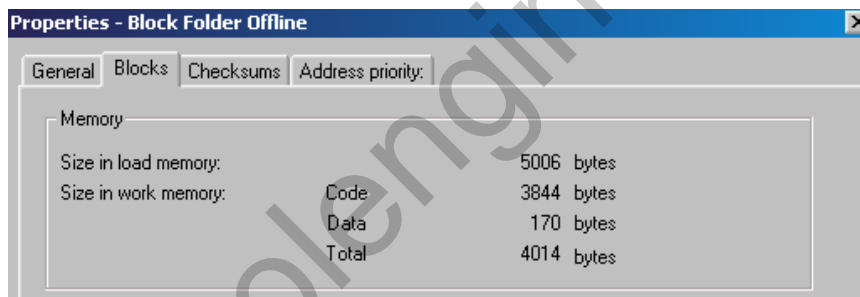 Properties - Block Folder Offline
General Blocks Checksums Address priority:
Memory
Size in load memory: 5006 bytes
Size in work memory: Code 3844 bytes
Data 170 bytes
Total 4014 bytes